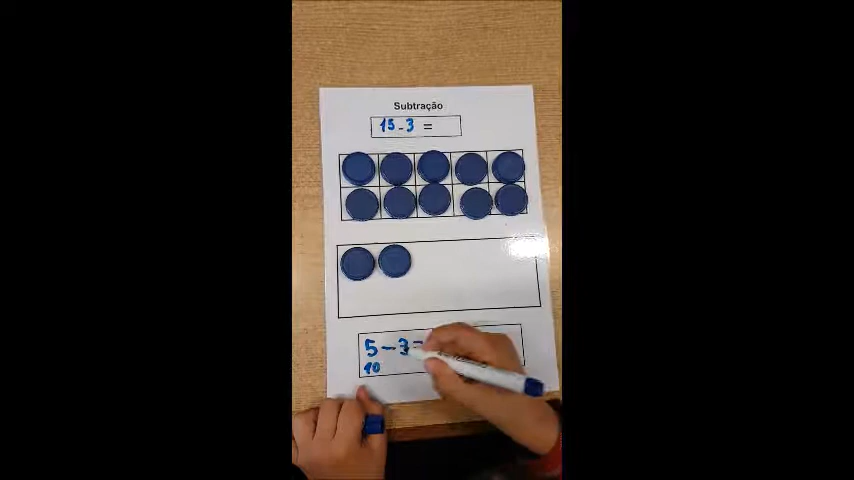 Subtração
15-3 =
5-3=
10